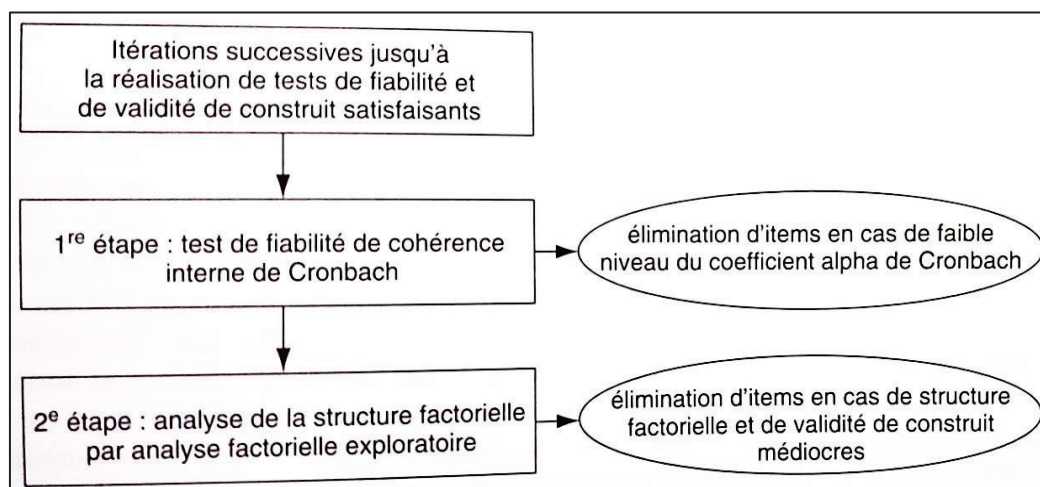 Itérations successives jusqu'à
la réalisation de tests de fiabilité et
de validité de construit satisfaisants
1re étape : test de fiabilité de cohérence
interne de Cronbach
élimination d'items en cas de faible
niveau du coefficient alpha de Cronbach
2e étape : analyse de la structure factorielle
par analyse factorielle exploratoire
élimination d'items en cas de structure
factorielle et de validité de construit
médiocres